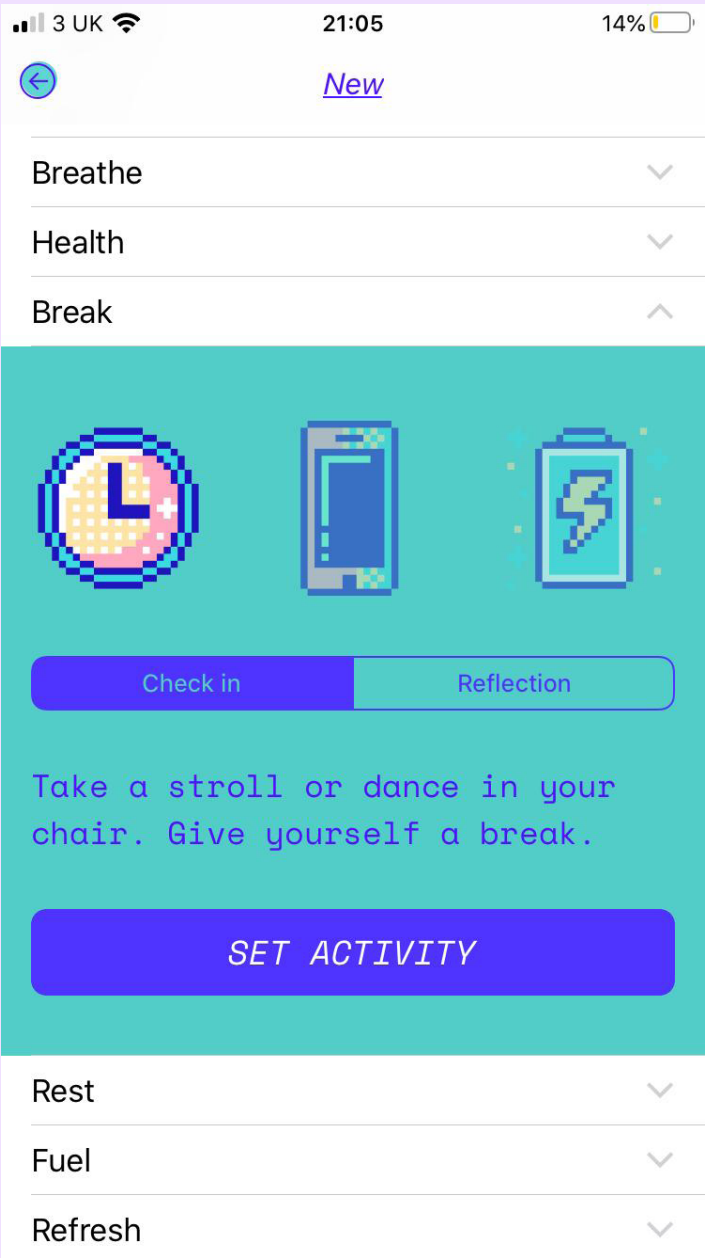 3 UK 21:05 14%
New
Breathe
Health
Break
Check in Reflection
Take a stroll or dance in your
chair. Give yourself a break.
SET ACTIVITY
Rest
Fuel
Refresh